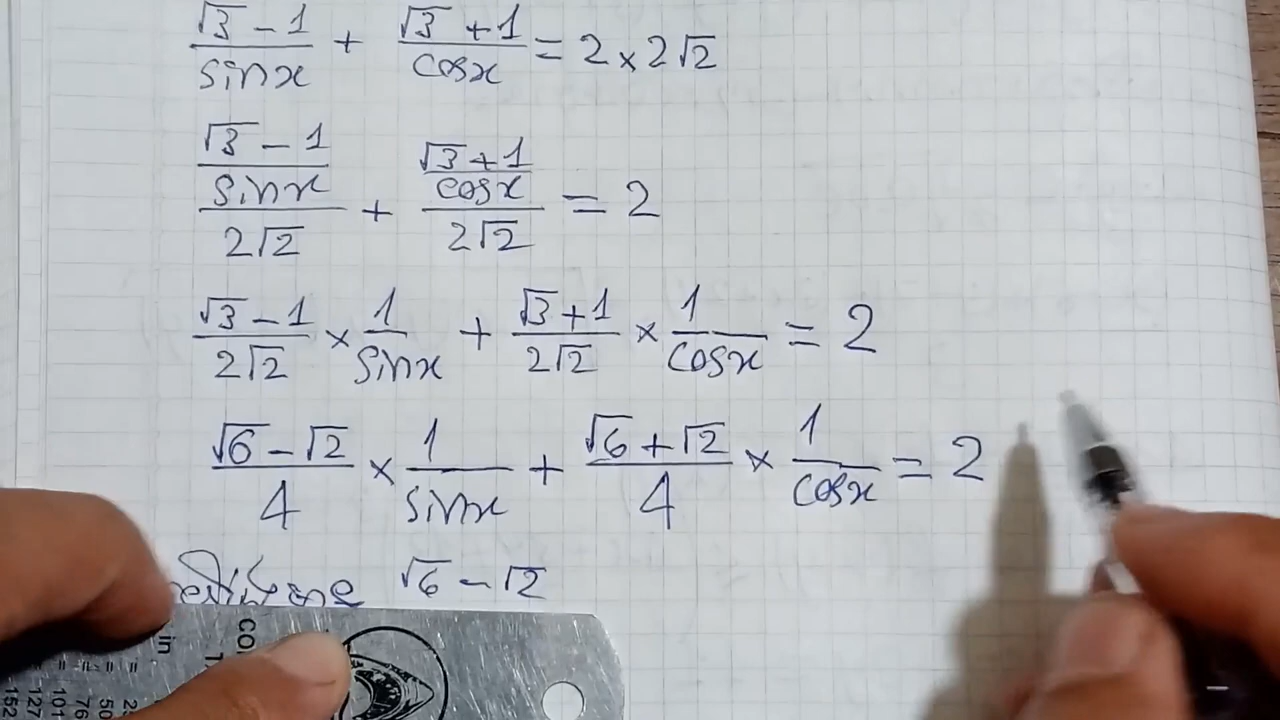 (√3 − 1)/sinx + (√3 + 1)/cosx = 2 × 2√2
((√3 − 1)/sinx)/(2√2) + ((√3 + 1)/cosx)/(2√2) = 2
(√3 − 1)/(2√2) × 1/sinx + (√3 + 1)/(2√2) × 1/cosx = 2
(√6 − √2)/4 × 1/sinx + (√6 + √2)/4 × 1/cosx = 2
√6 − √2
in
CO